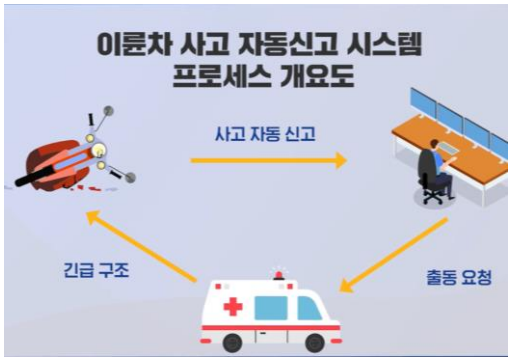 이륜차 사고 자동신고 시스템
프로세스 개요도
사고 자동 신고
긴급 구조
출동 요청